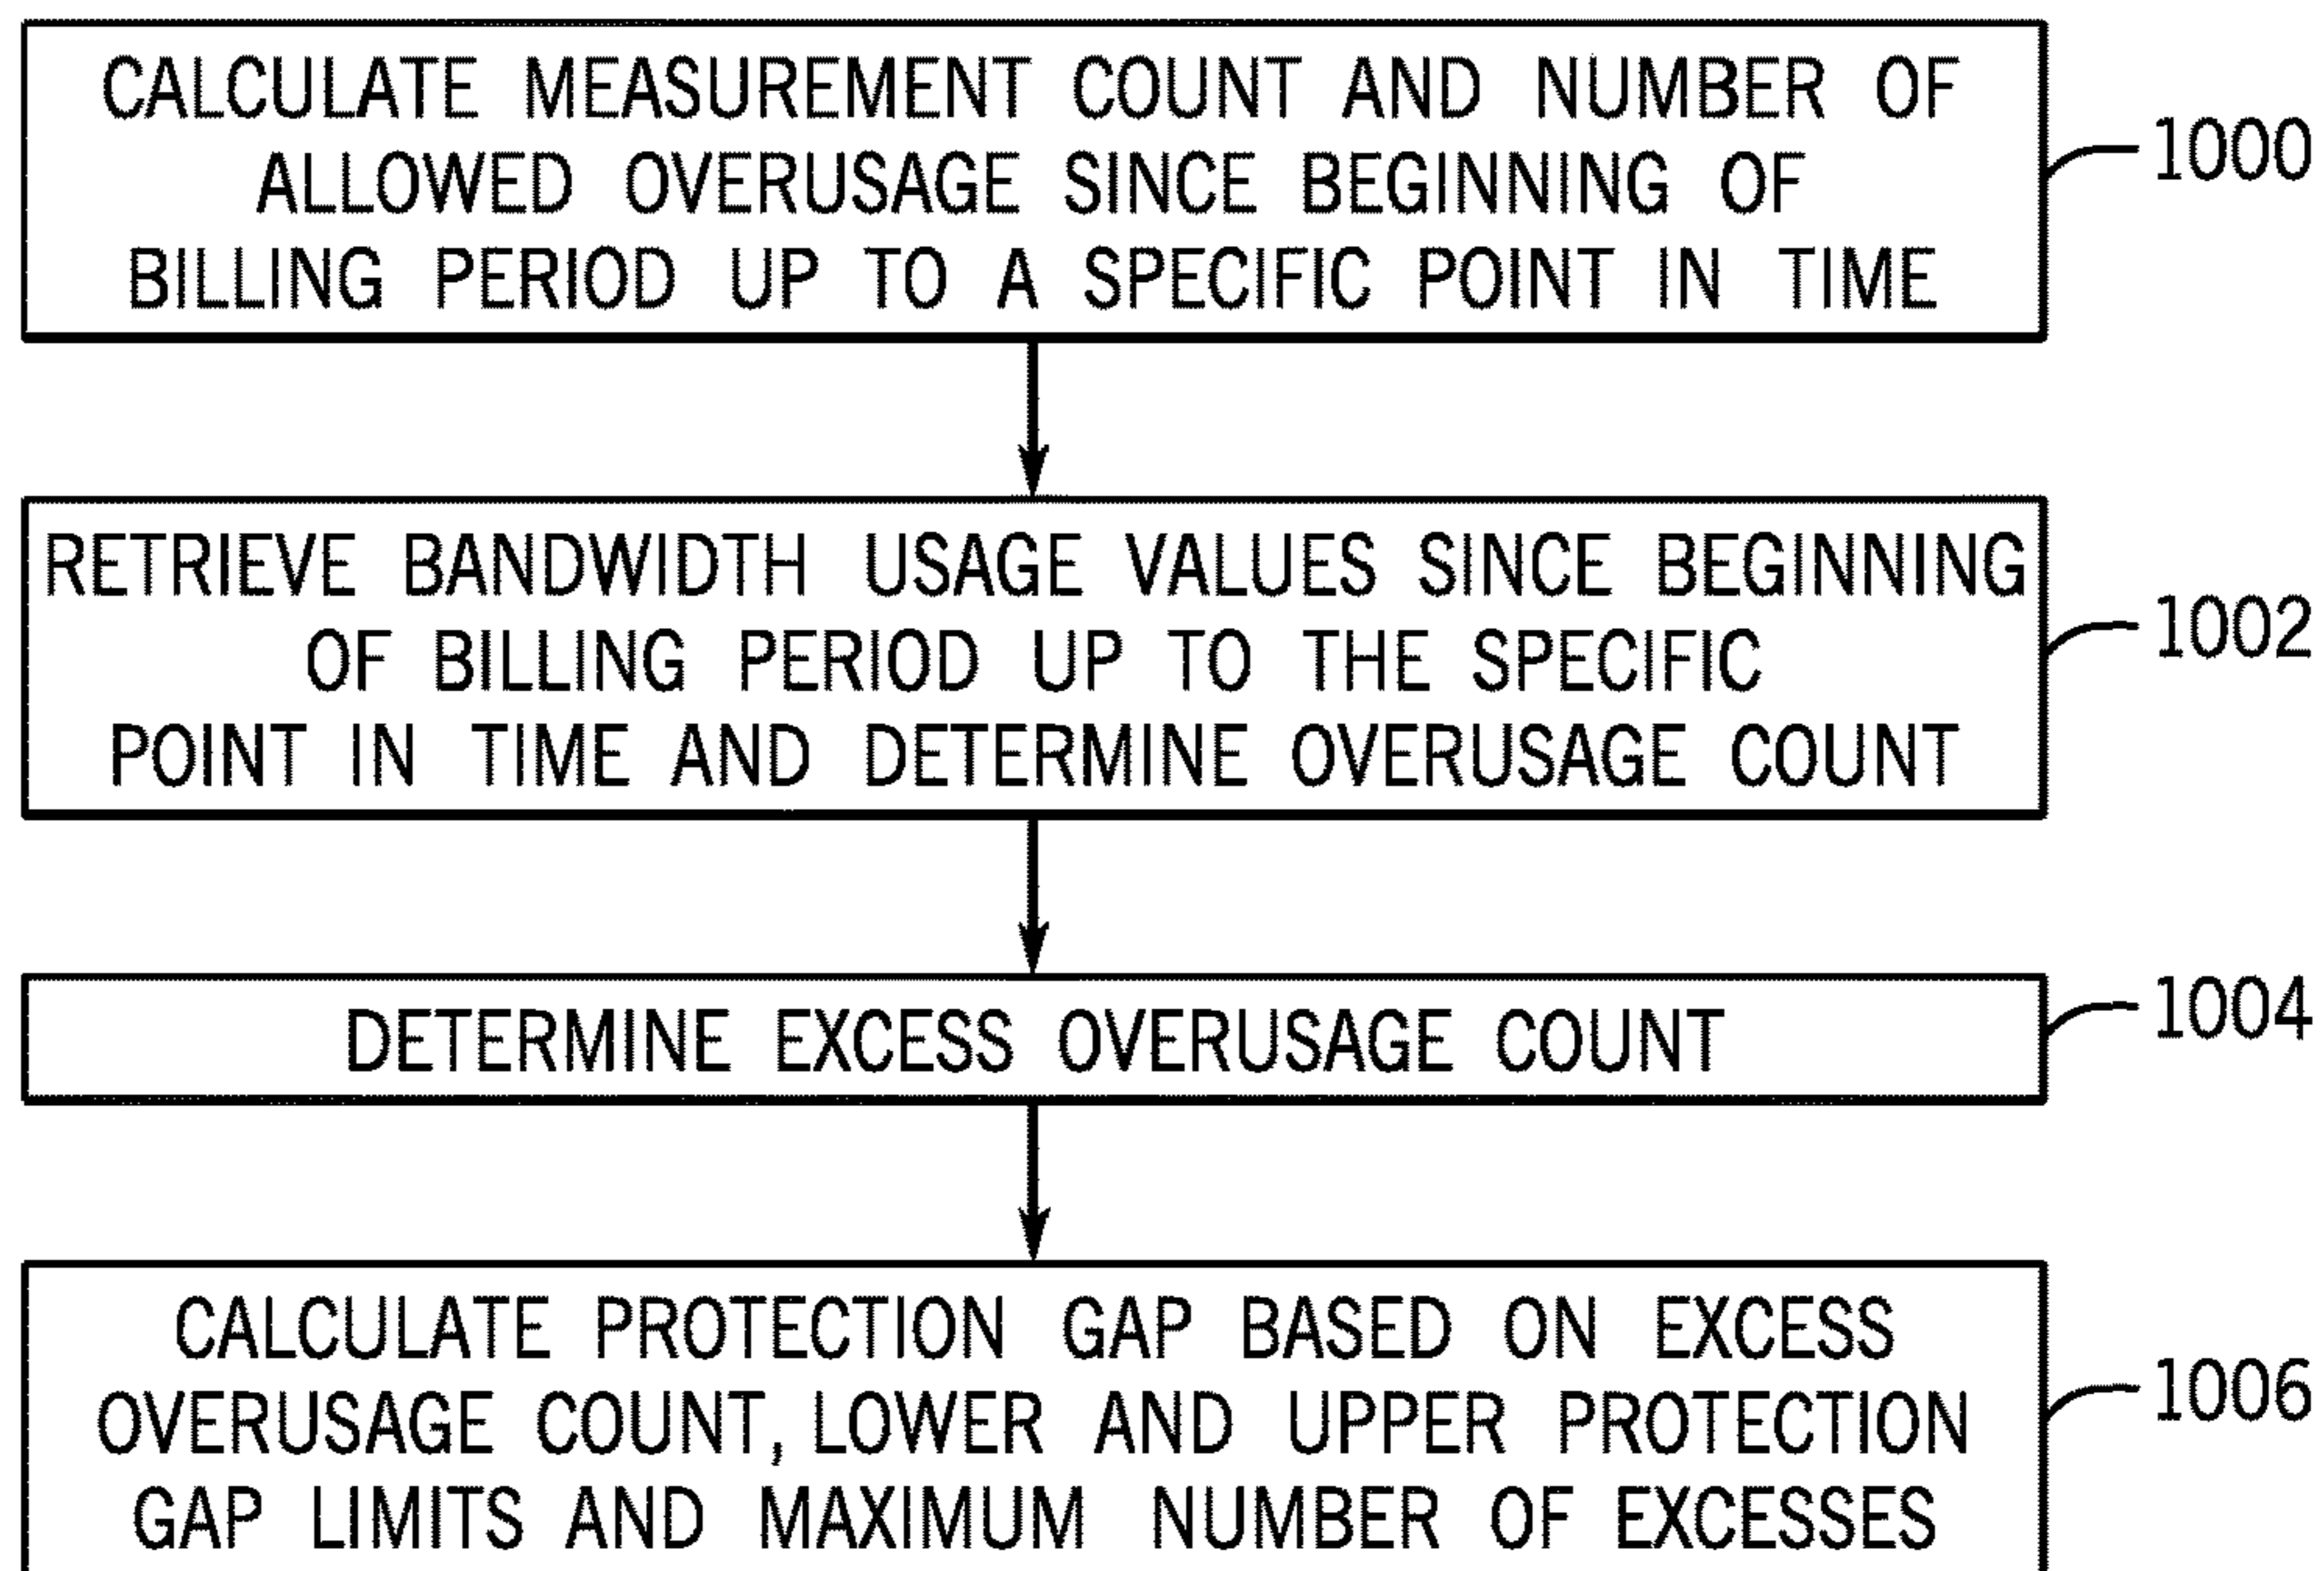 CALCULATE MEASUREMENT COUNT AND NUMBER OF
ALLOWED OVERUSAGE SINCE BEGINNING OF
BILLING PERIOD UP TO A SPECIFIC POINT IN TIME
1000
RETRIEVE BANDWIDTH USAGE VALUES SINCE BEGINNING
OF BILLING PERIOD UP TO THE SPECIFIC
POINT IN TIME AND DETERMINE OVERUSAGE COUNT
1002
DETERMINE EXCESS OVERUSAGE COUNT
1004
CALCULATE PROTECTION GAP BASED ON EXCESS
OVERUSAGE COUNT, LOWER AND UPPER PROTECTION
GAP LIMITS AND MAXIMUM NUMBER OF EXCESSES
1006